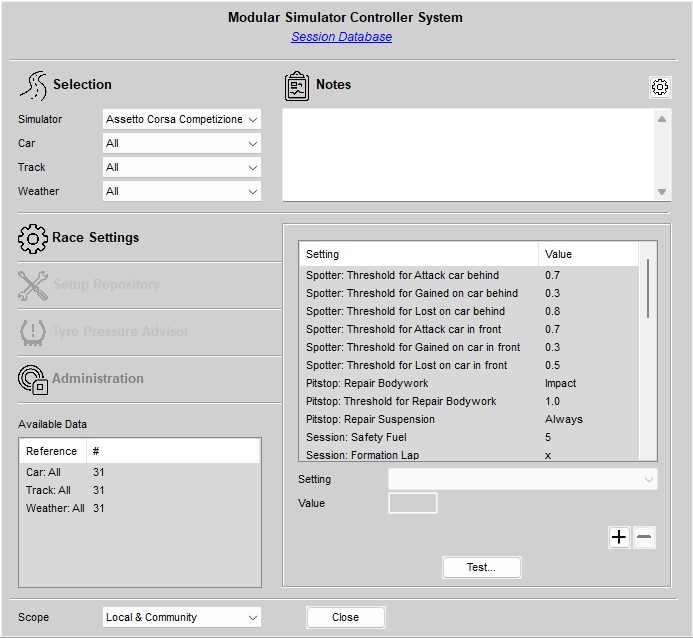 Modular Simulator Controller System
Session Database
Selection
Notes
Simulator Assetto Corsa Competizione
Car All
Track All
Weather All
Race Settings
Setup Repository
Tyre Pressure Advisor
Administration
Available Data
Reference #
Car: All 31
Track: All 31
Weather: All 31
Setting Value
Spotter: Threshold for Attack car behind 0.7
Spotter: Threshold for Gained on car behind 0.3
Spotter: Threshold for Lost on car behind 0.8
Spotter: Threshold for Attack car in front 0.7
Spotter: Threshold for Gained on car in front 0.3
Spotter: Threshold for Lost on car in front 0.5
Pitstop: Repair Bodywork Impact
Pitstop: Threshold for Repair Bodywork 1.0
Pitstop: Repair Suspension Always
Session: Safety Fuel 5
Session: Formation Lap x
Setting
Value
Test...
Scope Local & Community
Close